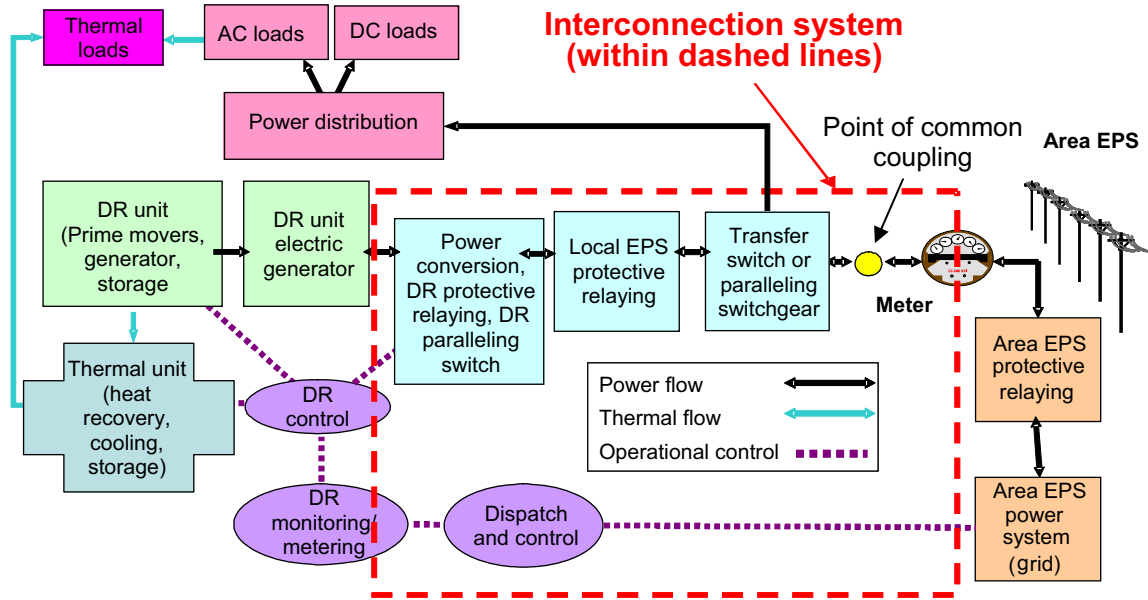 Thermal
loads
AC loads
DC loads
Interconnection system
(within dashed lines)
Power distribution
Point of common
coupling
Area EPS
DR unit
(Prime movers,
generator,
storage)
DR unit
electric
generator
Power
conversion,
DR protective
relaying, DR
paralleling
switch
Local EPS
protective
relaying
Transfer
switch or
paralleling
switchgear
Meter
Thermal unit
(heat
recovery,
cooling,
storage)
DR
control
Power flow
Thermal flow
Operational control
Area EPS
protective
relaying
DR
monitoring/
metering
Dispatch
and control
Area EPS
power
system
(grid)